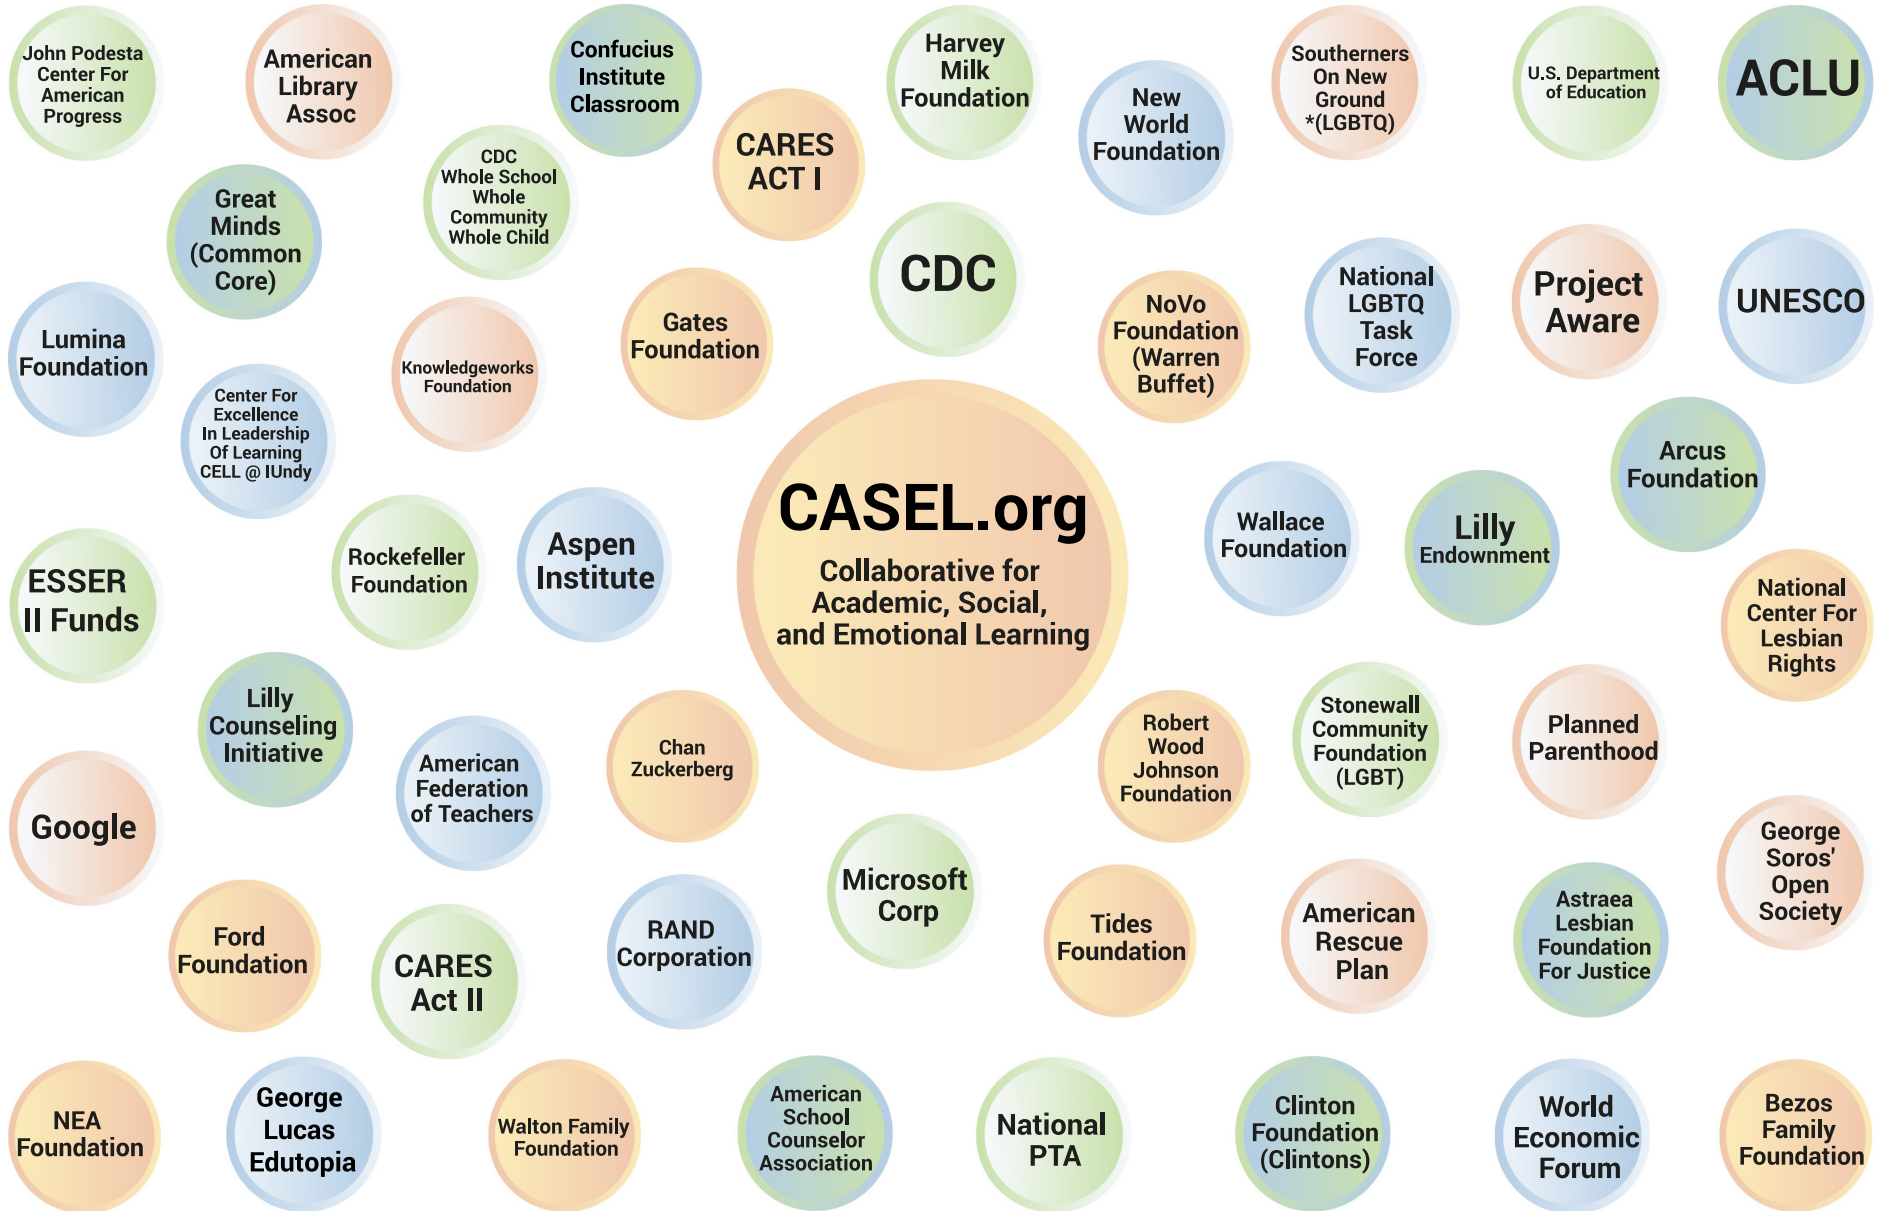 John Podesta
Center For
American
Progress
American
Library
Assoc
Confucius
Institute
Classroom
Harvey
Milk
Foundation
Southerners
On New
Ground
*(LGBTQ)
U.S. Department
of Education
ACLU
New
World
Foundation
CARES
ACT I
CDC
Whole School
Whole
Community
Whole Child
Great
Minds
(Common
Core)
CDC
National
LGBTQ
Task
Force
Project
Aware
UNESCO
NoVo
Foundation
(Warren
Buffet)
Gates
Foundation
Lumina
Foundation
Knowledgeworks
Foundation
Center For
Excellence
In Leadership
Of Learning
CELL @ IUndy
Arcus
Foundation
CASEL.org
Collaborative for
Academic, Social,
and Emotional Learning
Wallace
Foundation
Lilly
Endownment
Aspen
Institute
Rockefeller
Foundation
ESSER
II Funds
National
Center For
Lesbian
Rights
Lilly
Counseling
Initiative
Stonewall
Community
Foundation
(LGBT)
Planned
Parenthood
Robert
Wood
Johnson
Foundation
Chan
Zuckerberg
American
Federation
of Teachers
Google
George
Soros'
Open
Society
Microsoft
Corp
Ford
Foundation
RAND
Corporation
Tides
Foundation
American
Rescue
Plan
Astraea
Lesbian
Foundation
For Justice
CARES
Act II
NEA
Foundation
George
Lucas
Edutopia
Walton Family
Foundation
American
School
Counselor
Association
National
PTA
Clinton
Foundation
(Clintons)
World
Economic
Forum
Bezos
Family
Foundation